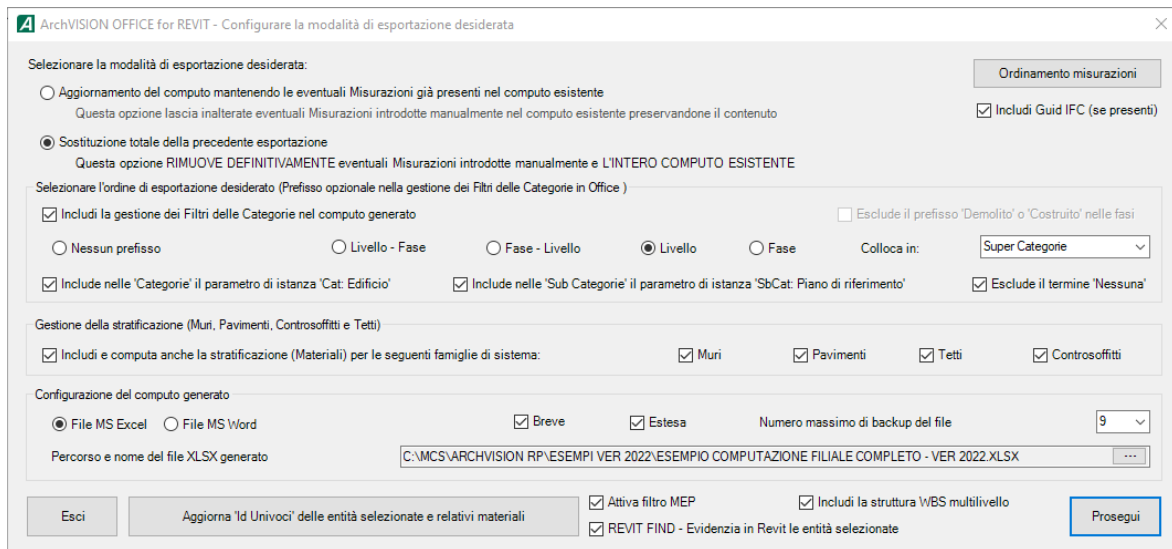 ArchVISION OFFICE for REVIT - Configurare la modalità di esportazione desiderata
Selezionare la modalità di esportazione desiderata:
Ordinamento misurazioni
Aggiornamento del computo mantenendo le eventuali Misurazioni già presenti nel computo esistente
Questa opzione lascia inalterate eventuali Misurazioni introdotte manualmente nel computo esistente preservandone il contenuto
Includi Guid IFC (se presenti)
Sostituzione totale della precedente esportazione
Questa opzione RIMUOVE DEFINITIVAMENTE eventuali Misurazioni introdotte manualmente e L'INTERO COMPUTO ESISTENTE
Selezionare l'ordine di esportazione desiderato (Prefisso opzionale nella gestione dei Filtri delle Categorie in Office )
Includi la gestione dei Filtri delle Categorie nel computo generato Esclude il prefisso 'Demolito' o 'Costruito' nelle fasi
Nessun prefisso Livello - Fase Fase - Livello Livello Fase Colloca in: Super Categorie
Include nelle 'Categorie' il parametro di istanza 'Cat: Edificio' Include nelle 'Sub Categorie' il parametro di istanza 'SbCat: Piano di riferimento' Esclude il termine 'Nessuna'
Gestione della stratificazione (Muri, Pavimenti, Controsoffitti e Tetti)
Includi e computa anche la stratificazione (Materiali) per le seguenti famiglie di sistema: Muri Pavimenti Tetti Controsoffitti
Configurazione del computo generato
File MS Excel File MS Word Breve Estesa Numero massimo di backup del file 9
Percorso e nome del file XLSX generato C:\MCS\ARCHVISION RP\ESEMPI VER 2022\ESEMPIO COMPUTAZIONE FILIALE COMPLETO - VER 2022.XLSX ...
Esci Aggiorna 'Id Univoci' delle entità selezionate e relativi materiali Attiva filtro MEP Includi la struttura WBS multilivello Prosegui
REVIT FIND - Evidenzia in Revit le entità selezionate